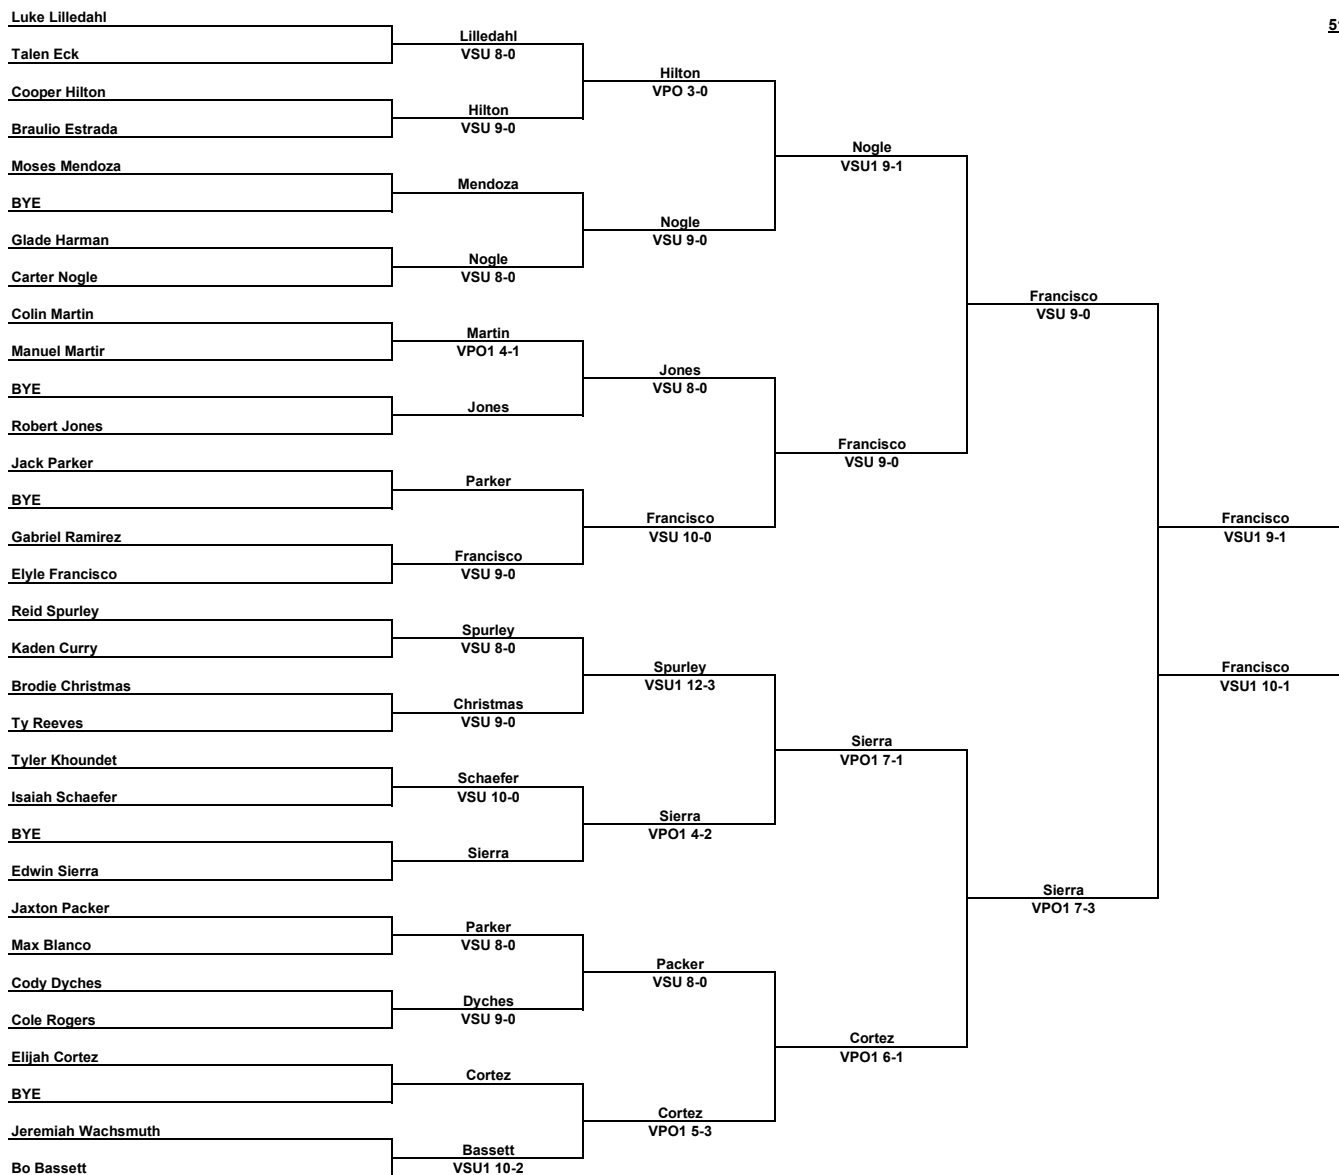 Luke Lilledahl
Talen Eck
Cooper Hilton
Braulio Estrada
Moses Mendoza
BYE
Glade Harman
Carter Nogle
Colin Martin
Manuel Martir
BYE
Robert Jones
Jack Parker
BYE
Gabriel Ramirez
Elyle Francisco
Reid Spurley
Kaden Curry
Brodie Christmas
Ty Reeves
Tyler Khoundet
Isaiah Schaefer
BYE
Edwin Sierra
Jaxton Packer
Max Blanco
Cody Dyches
Cole Rogers
Elijah Cortez
BYE
Jeremiah Wachsmuth
Bo Bassett
Lilledahl
VSU 8-0
Hilton
VSU 9-0
Mendoza
Nogle
VSU 8-0
Martin
VPO1 4-1
Jones
Parker
Francisco
VSU 9-0
Spurley
VSU 8-0
Christmas
VSU 9-0
Schaefer
VSU 10-0
Sierra
Parker
VSU 8-0
Dyches
VSU 9-0
Cortez
Bassett
VSU1 10-2
Hilton
VPO 3-0
Nogle
VSU 9-0
Jones
VSU 8-0
Francisco
VSU 10-0
Spurley
VSU1 12-3
Sierra
VPO1 4-2
Packer
VSU 8-0
Cortez
VPO1 5-3
Nogle
VSU1 9-1
Francisco
VSU 9-0
Sierra
VPO1 7-1
Cortez
VPO1 6-1
Francisco
VSU 9-0
Sierra
VPO1 7-3
Francisco
VSU1 9-1
Francisco
VSU1 10-1